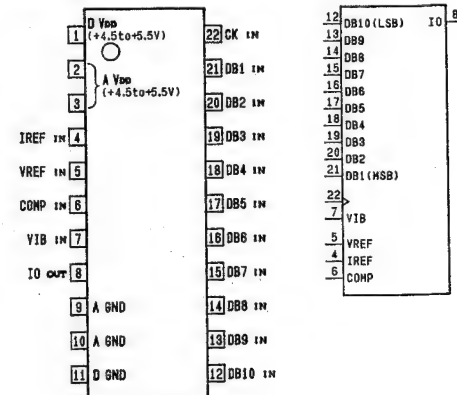 D VDD
(+4.5to+5.5V)
1
22 CK IN
2
A VDD
(+4.5to+5.5V)
21 DB1 IN
3
20 DB2 IN
IREF IN 4
19 DB3 IN
VREF IN 5
18 DB4 IN
COMP IN 6
17 DB5 IN
VIB IN 7
16 DB6 IN
IO OUT 8
15 DB7 IN
9 A GND
14 DB8 IN
10 A GND
13 DB9 IN
11 D GND
12 DB10 IN
12 DB10(LSB) IO 8
13 DB9
14 DB8
15 DB7
16 DB6
17 DB5
18 DB4
19 DB3
20 DB2
21 DB1(MSB)
22
7 VIB
5 VREF
4 IREF
6 COMP